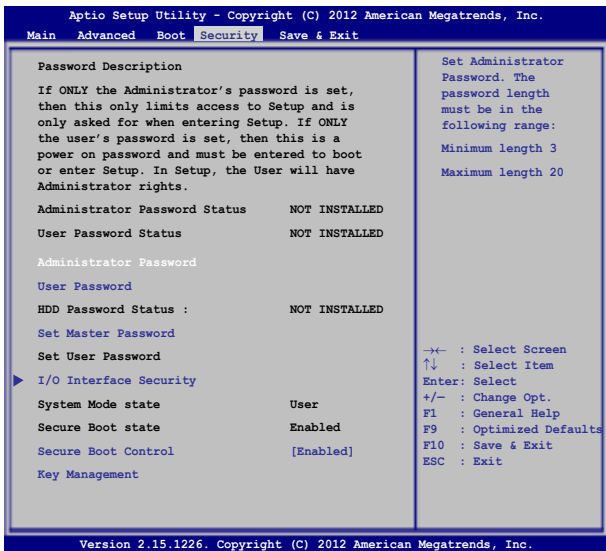 Aptio Setup Utility - Copyright (C) 2012 American Megatrends, Inc.
Main Advanced Boot Security Save & Exit
Password Description
If ONLY the Administrator's password is set,
then this only limits access to Setup and is
only asked for when entering Setup. If ONLY
the user's password is set, then this is a
power on password and must be entered to boot
or enter Setup. In Setup, the User will have
Administrator rights.
Administrator Password Status NOT INSTALLED
User Password Status NOT INSTALLED
Administrator Password
User Password
HDD Password Status : NOT INSTALLED
Set Master Password
Set User Password
I/O Interface Security
System Mode state User
Secure Boot state Enabled
Secure Boot Control [Enabled]
Key Management
Set Administrator
Password. The
password length
must be in the
following range:
Minimum length 3
Maximum length 20
→← : Select Screen
↑↓ : Select Item
Enter: Select
+/— : Change Opt.
F1 : General Help
F9 : Optimized Defaults
F10 : Save & Exit
ESC : Exit
Version 2.15.1226. Copyright (C) 2012 American Megatrends, Inc.